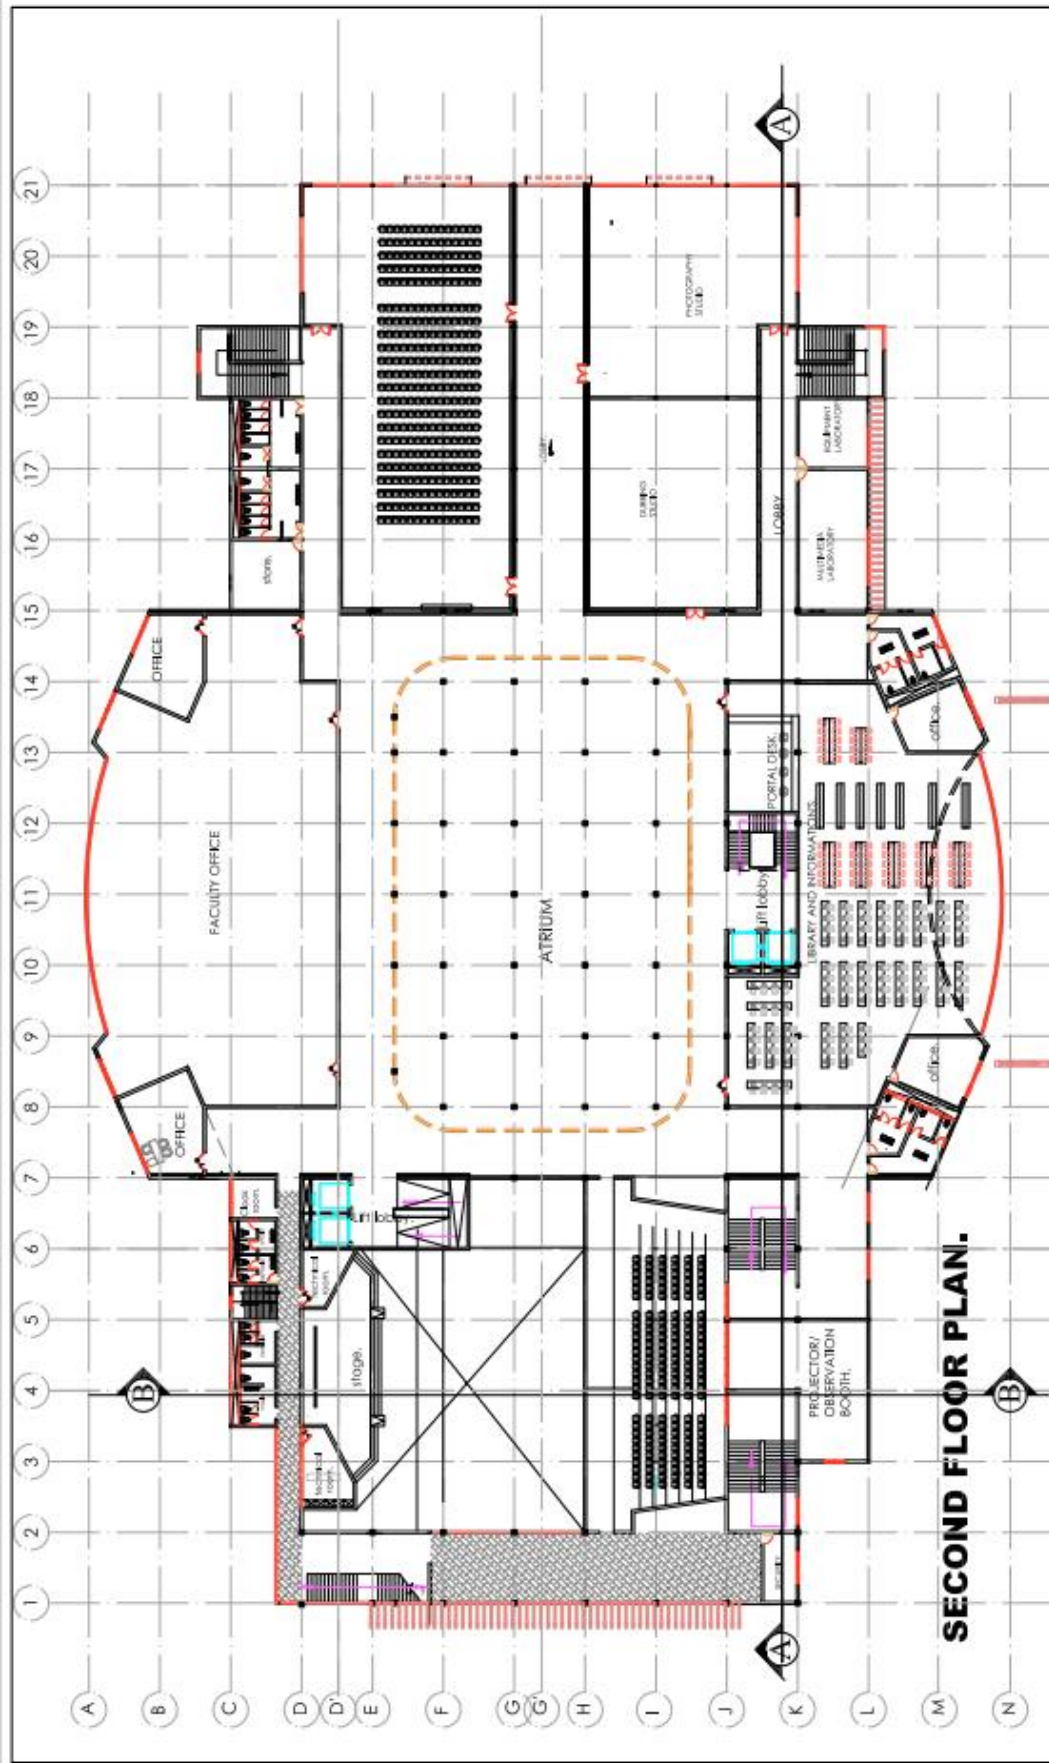 21
20
19
18
17
16
15
14
13
12
11
10
9
8
7
6
5
4
3
2
1
A
B
C
D
D'
E
F
G
G'
H
I
J
K
L
M
N
A
A
B
B
OFFICE
FACULTY OFFICE
OFFICE
store.
Cloak
room.
Lift lobby.
technical
room.
stage.
technical
room.
ATRIUM
LOBBY
PHOTOGRAPHY
STUDIO
STUDIO
LOBBY
EQUIPMENT
LABORATORY
MULTIMEDIA
LABORATORY
PORTAL DESK.
Lift lobby
LIBRARY AND INFORMATIONS
office.
office.
PROJECTOR/
OBSERVATION
BOOTH.
SECOND FLOOR PLAN.